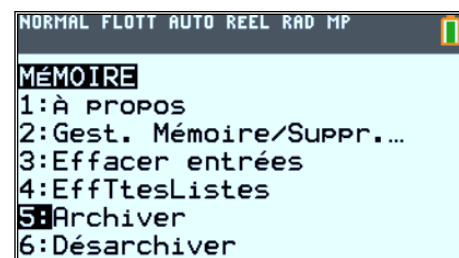 NORMAL FLOTT AUTO REEL RAD MP
MéMOIRE
1:À propos
2:Gest. Mémoire/Suppr.…
3:Effacer entrées
4:EffTtesListes
5:Archiver
6:Désarchiver